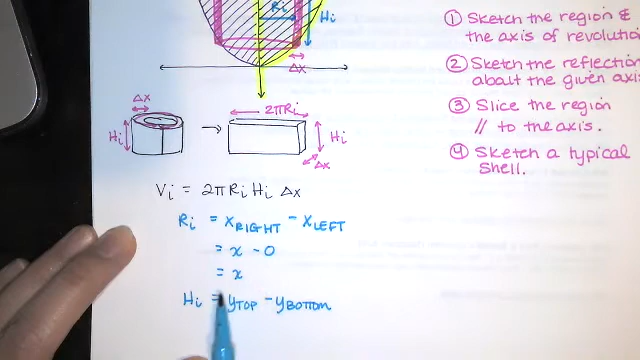 Ri
Hi
Δx
① Sketch the region &
the axis of revolution
② Sketch the reflection
about the given axis
③ Slice the region
// to the axis.
④ Sketch a typical
shell.
Δx
Hi
2πRi
Hi
Δx
Vi = 2πRiHi Δx
Ri = xRIGHT - xLEFT
= x - 0
= x
Hi = yTOP - yBOTTOM